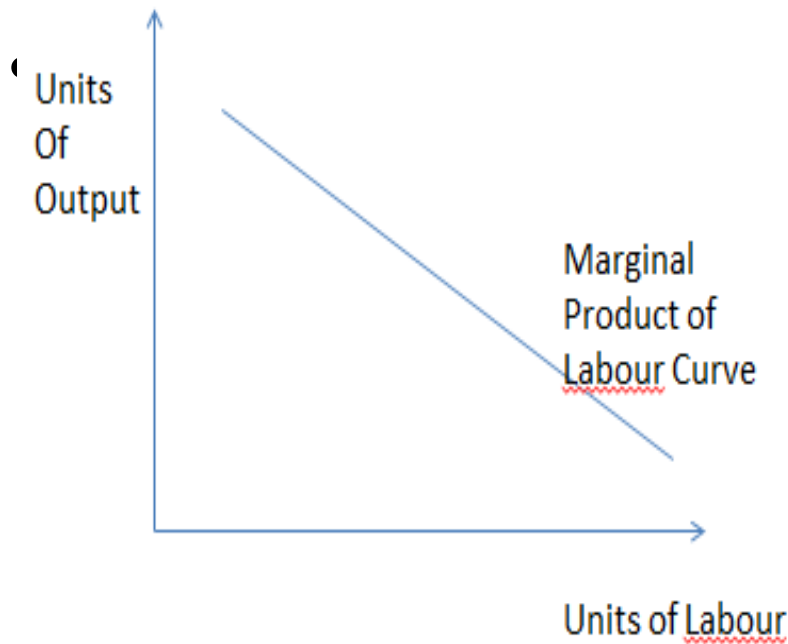 Units
Of
Output
Marginal
Product of
Labour Curve
Units of Labour